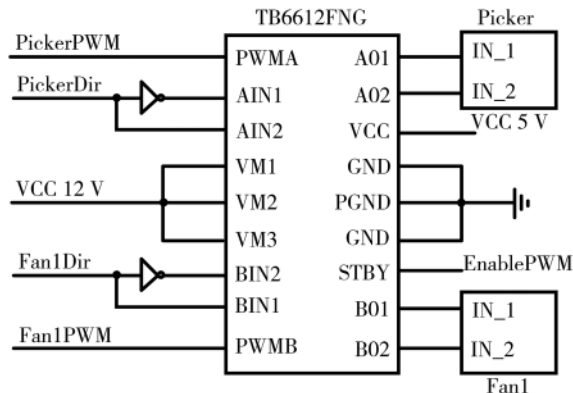 TB6612FNG
Picker
PickerPWM
PWMA
A01
IN_1
PickerDir
AIN1
A02
IN_2
AIN2
VCC
VCC 5 V
VM1
GND
VCC 12 V
VM2
PGND
VM3
GND
Fan1Dir
BIN2
STBY
EnablePWM
BIN1
B01
IN_1
Fan1PWM
PWMB
B02
IN_2
Fan1